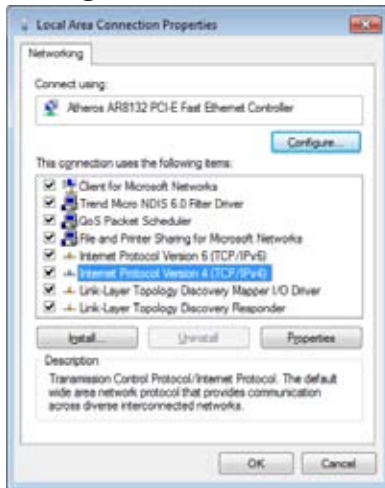 Local Area Connection Properties
Networking
Connect using:
Atheros AR8132 PCI-E Fast Ethernet Controller
Configure...
This connection uses the following items:
Client for Microsoft Networks
Trend Micro NDIS 6.0 Filter Driver
QoS Packet Scheduler
File and Printer Sharing for Microsoft Networks
Internet Protocol Version 6 (TCP/IPv6)
Internet Protocol Version 4 (TCP/IPv4)
Link-Layer Topology Discovery Mapper I/O Driver
Link-Layer Topology Discovery Responder
Install... Uninstall Properties
Description
Transmission Control Protocol/Internet Protocol. The default
wide area network protocol that provides communication
across diverse interconnected networks.
OK Cancel